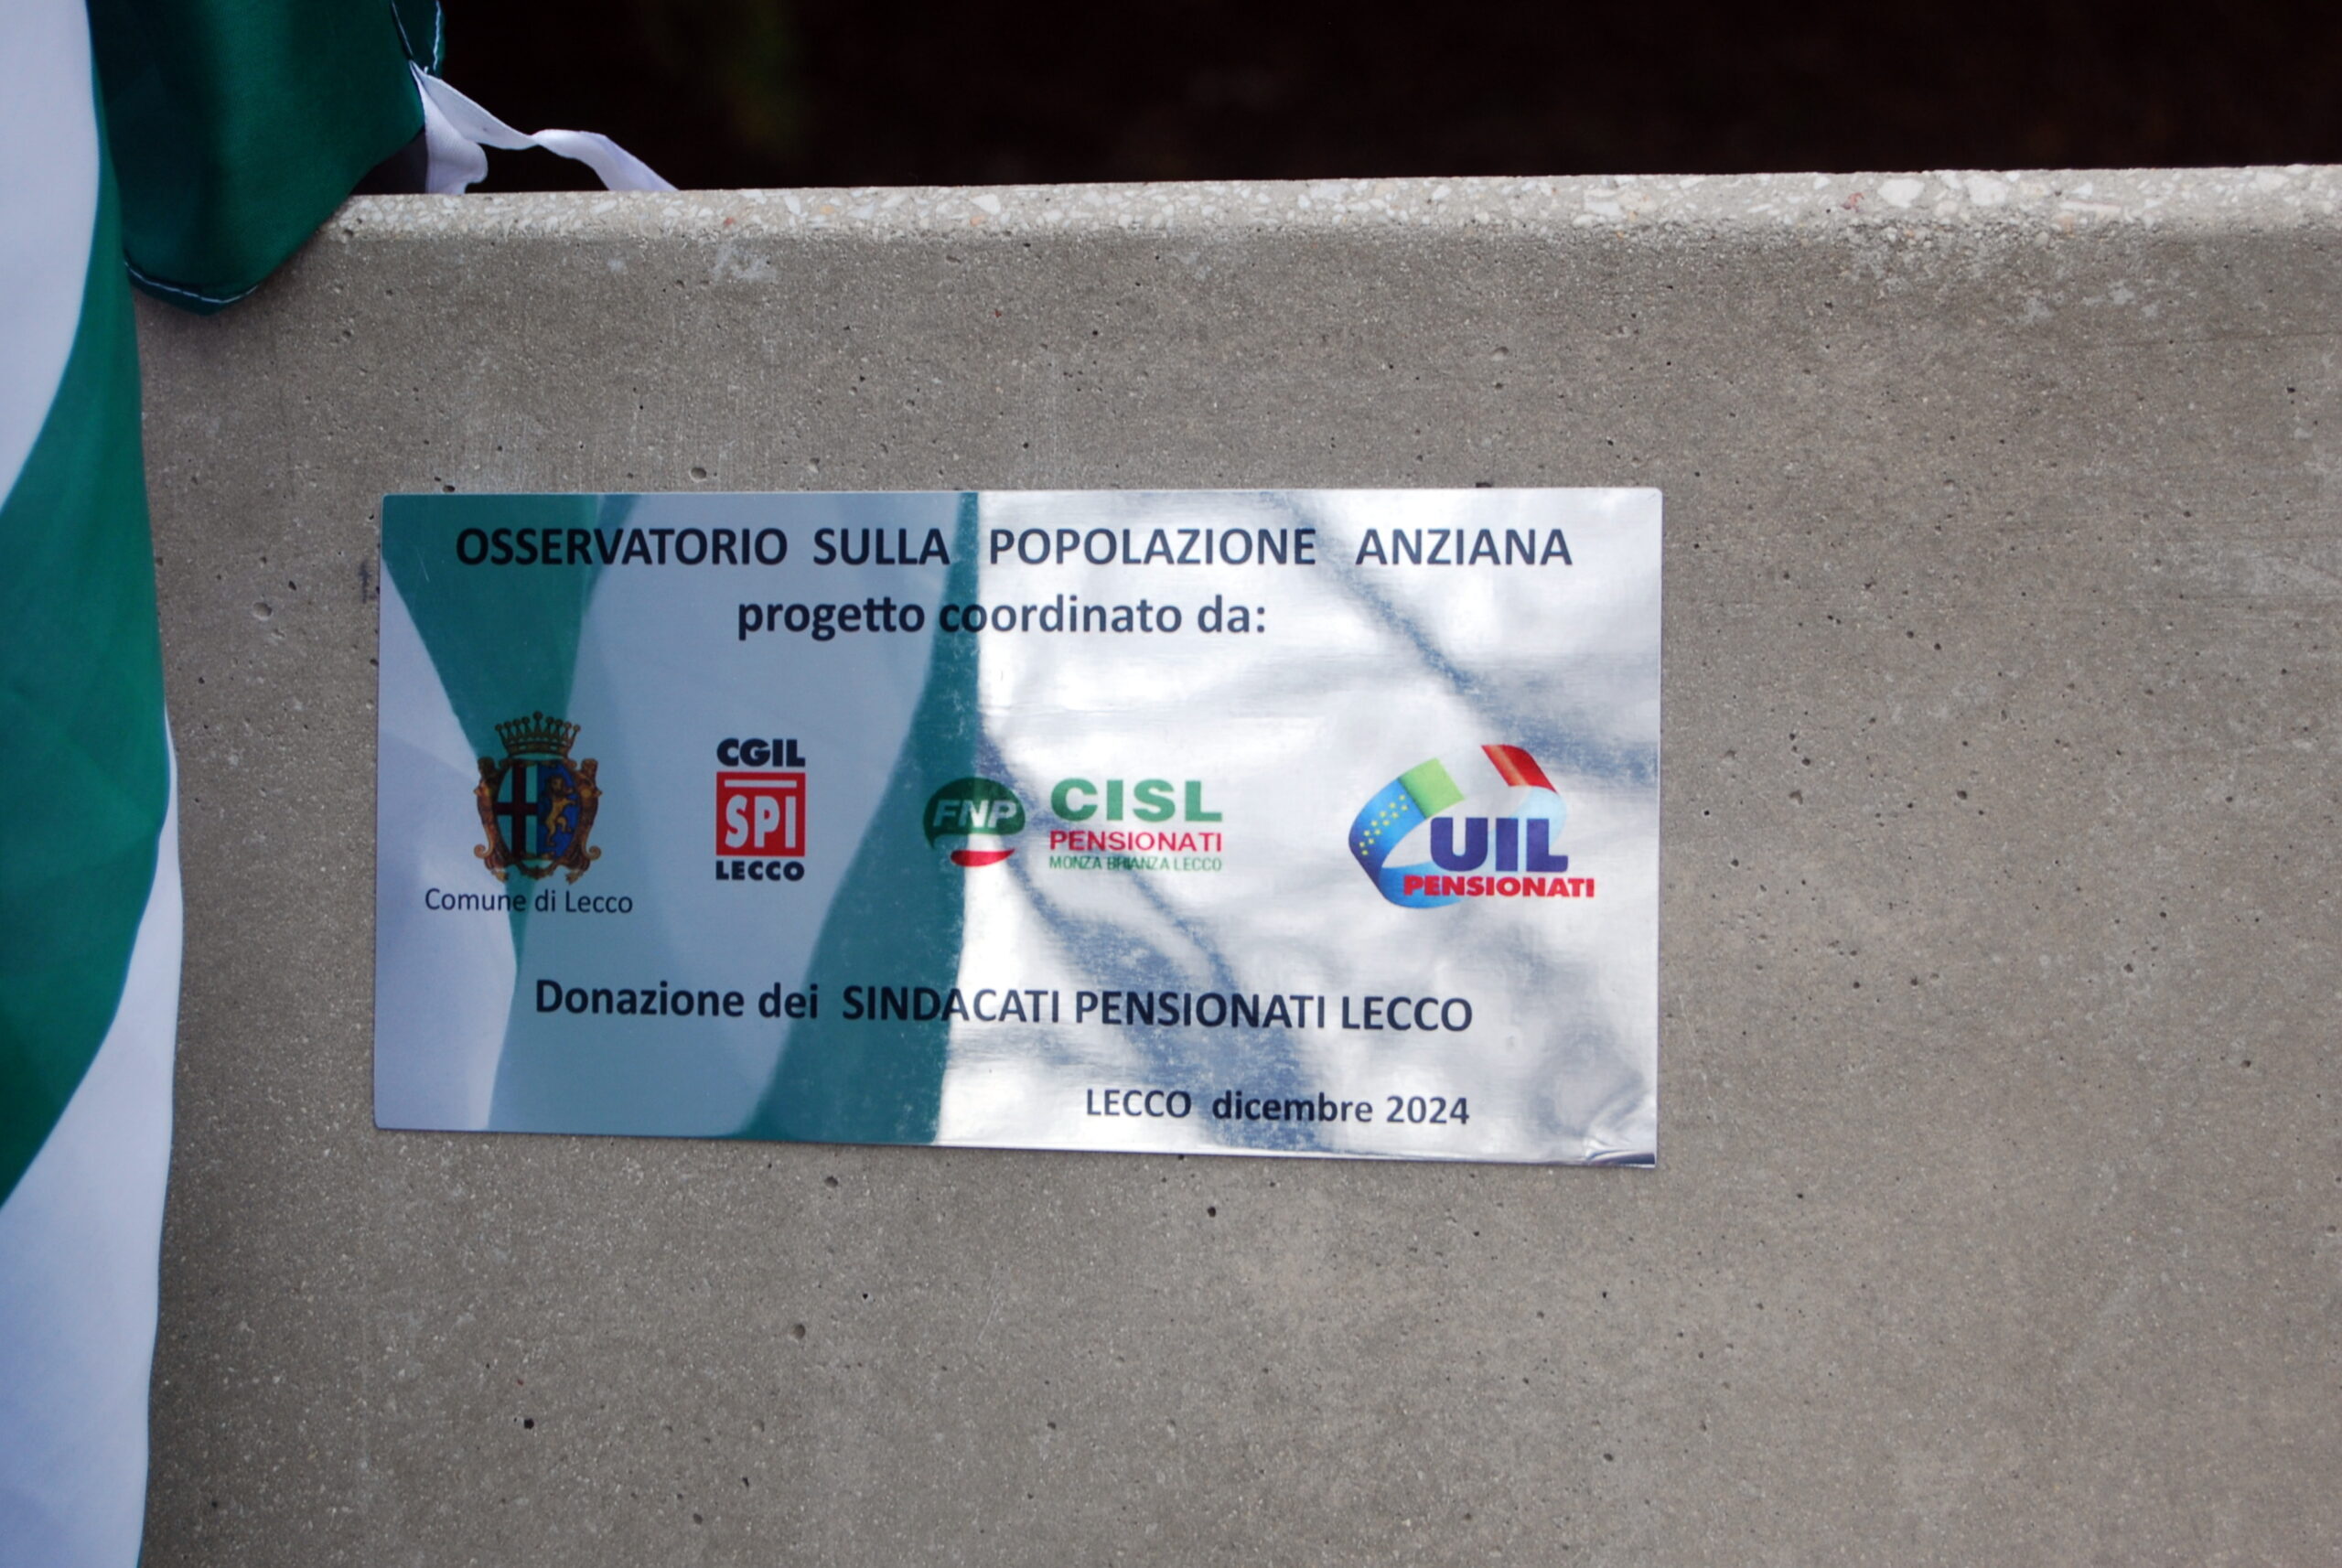 OSSERVATORIO SULLA POPOLAZIONE ANZIANA
progetto coordinato da:
Comune di Lecco
CGIL
SPI
LECCO
FNP
CISL
PENSIONATI
MONZA BRIANZA LECCO
UIL
PENSIONATI
Donazione dei SINDACATI PENSIONATI LECCO
LECCO dicembre 2024